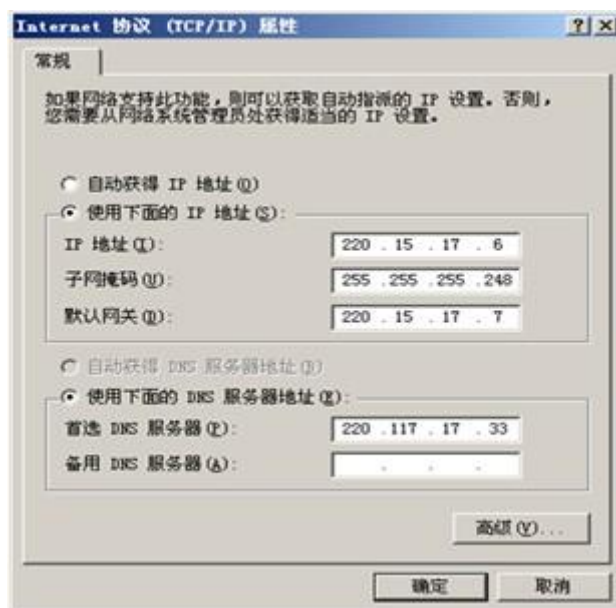 Internet 协议 (TCP/IP) 属性
常规
如果网络支持此功能，则可以获取自动指派的 IP 设置。否则，
您需要从网络系统管理员处获得适当的 IP 设置。
自动获得 IP 地址(O)
使用下面的 IP 地址(S):
IP 地址(I): 220 . 15 . 17 . 6
子网掩码(U): 255 . 255 . 255 . 248
默认网关(D): 220 . 15 . 17 . 7
自动获得 DNS 服务器地址(B)
使用下面的 DNS 服务器地址(E):
首选 DNS 服务器(P): 220 . 117 . 17 . 33
备用 DNS 服务器(A): . . .
高级(V)...
确定 取消